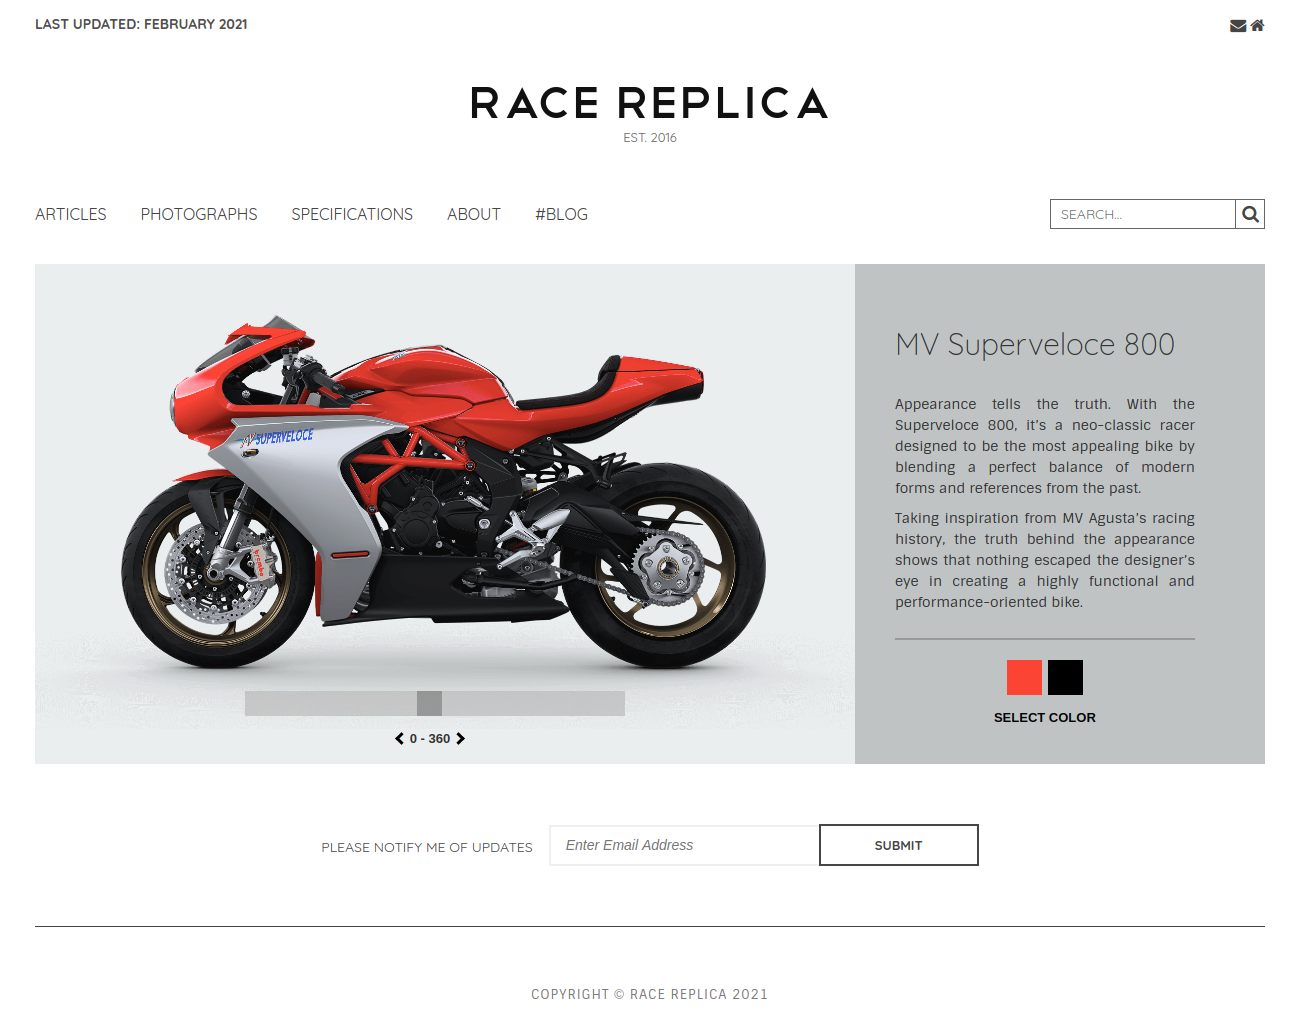 LAST UPDATED: FEBRUARY 2021
RACE REPLICA
EST. 2016
ARTICLES PHOTOGRAPHS SPECIFICATIONS ABOUT #BLOG
SEARCH...
MV SUPERVELOCE
brembo
MV Superveloce 800
Appearance tells the truth. With the
Superveloce 800, it’s a neo-classic racer
designed to be the most appealing bike by
blending a perfect balance of modern
forms and references from the past.
Taking inspiration from MV Agusta’s racing
history, the truth behind the appearance
shows that nothing escaped the designer’s
eye in creating a highly functional and
performance-oriented bike.
SELECT COLOR
0 - 360
PLEASE NOTIFY ME OF UPDATES
Enter Email Address
SUBMIT
COPYRIGHT © RACE REPLICA 2021